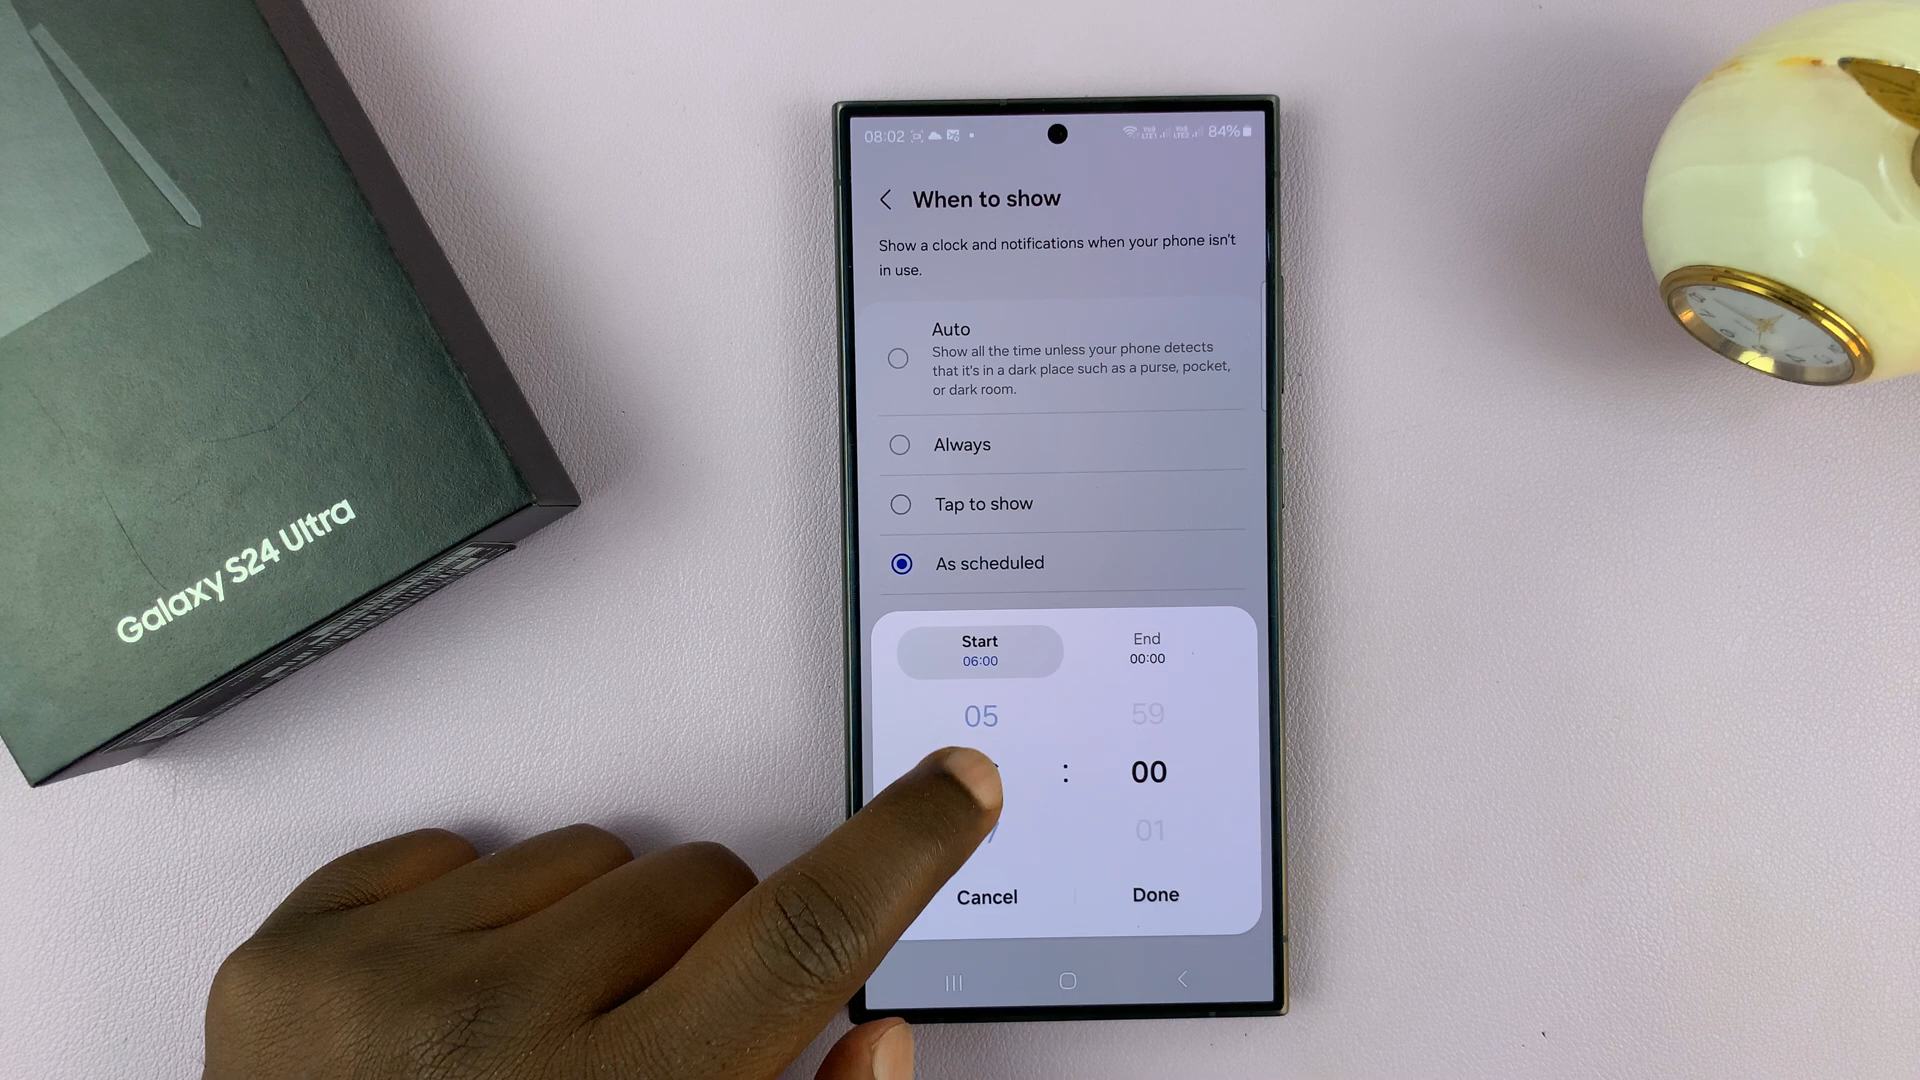 Galaxy S24 Ultra
08:02
84%
When to show
Show a clock and notifications when your phone isn't
in use.
Auto
Show all the time unless your phone detects
that it's in a dark place such as a purse, pocket,
or dark room.
Always
Tap to show
As scheduled
Start
End
06:00
00:00
05
59
:
00
01
Cancel
Done